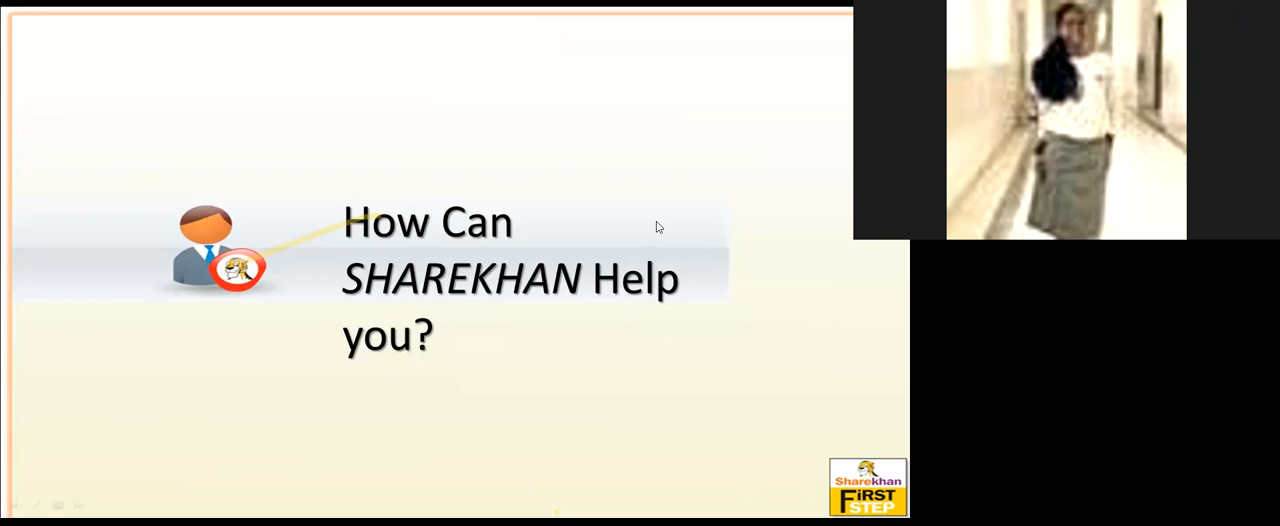 How Can
SHAREKHAN Help
you?
Sharekhan
FiRST
STEP